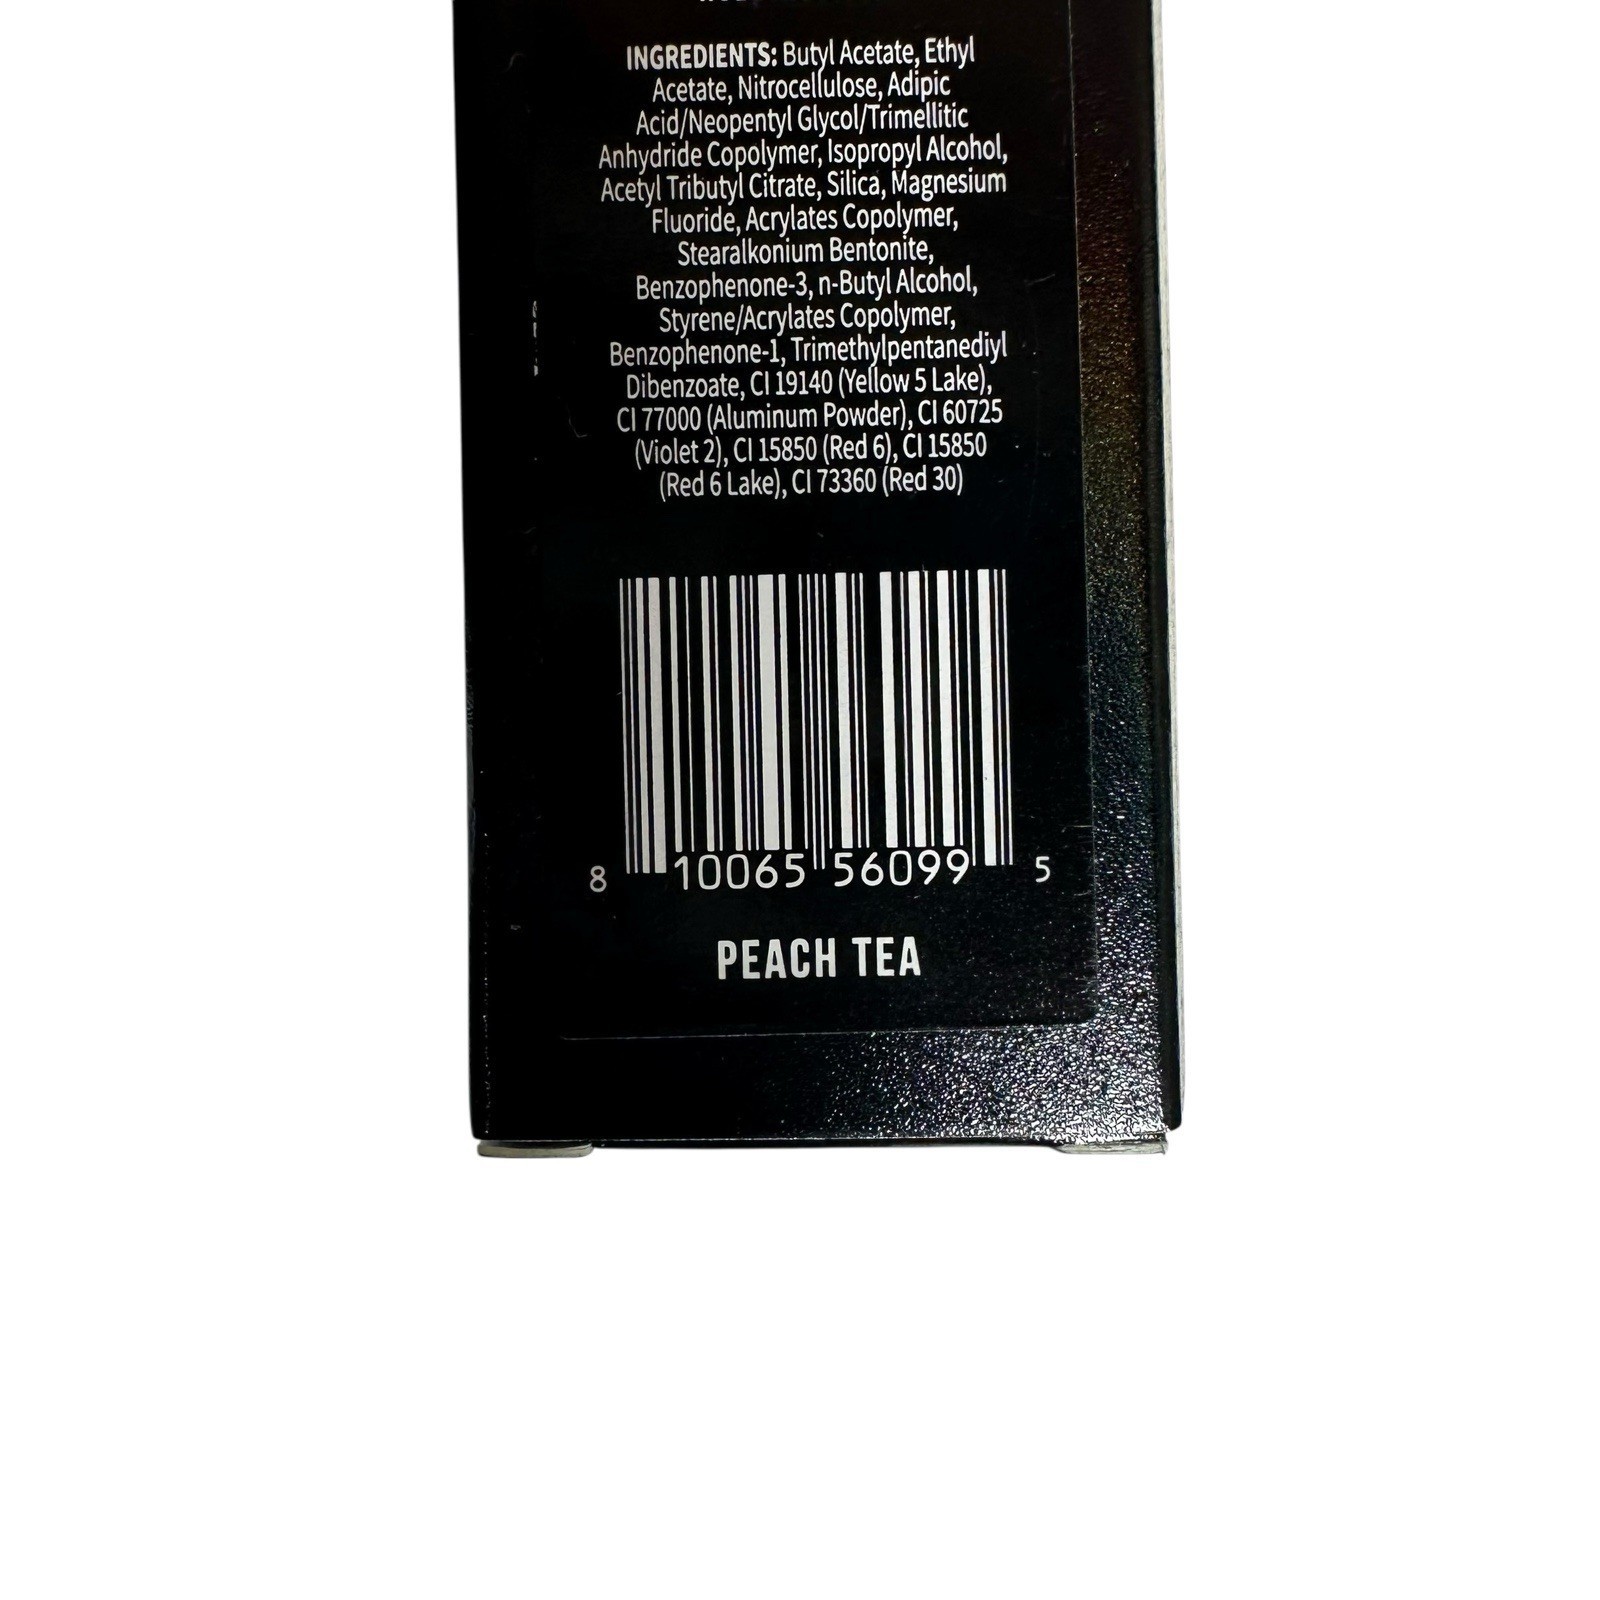 INGREDIENTS: Butyl Acetate, Ethyl
Acetate, Nitrocellulose, Adipic
Acid/Neopentyl Glycol/Trimellitic
Anhydride Copolymer, Isopropyl Alcohol,
Acetyl Tributyl Citrate, Silica, Magnesium
Fluoride, Acrylates Copolymer,
Stearalkonium Bentonite,
Benzophenone-3, n-Butyl Alcohol,
Styrene/Acrylates Copolymer,
Benzophenone-1, Trimethylpentanediyl
Dibenzoate, CI 19140 (Yellow 5 Lake),
CI 77000 (Aluminum Powder), CI 60725
(Violet 2), CI 15850 (Red 6), CI 15850
(Red 6 Lake), CI 73360 (Red 30)
8 10065 56099 5
PEACH TEA